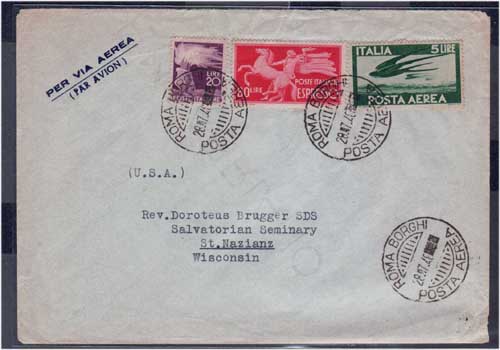 PER VIA AEREA
(PAR AVION)
LIRE
20
60 LIRE
POSTE ITALIANE
ESPRESSO
ITALIA
5 LIRE
POSTA AEREA
ROMA BORGHI
POSTA AEREA
ROMA BORGHI
POSTA AEREA
(U.S.A.)
Rev.Doroteus Brugger SDS
Salvatorian Seminary
St.Nazianz
Wisconsin
ROMA BORGHI
POSTA AEREA